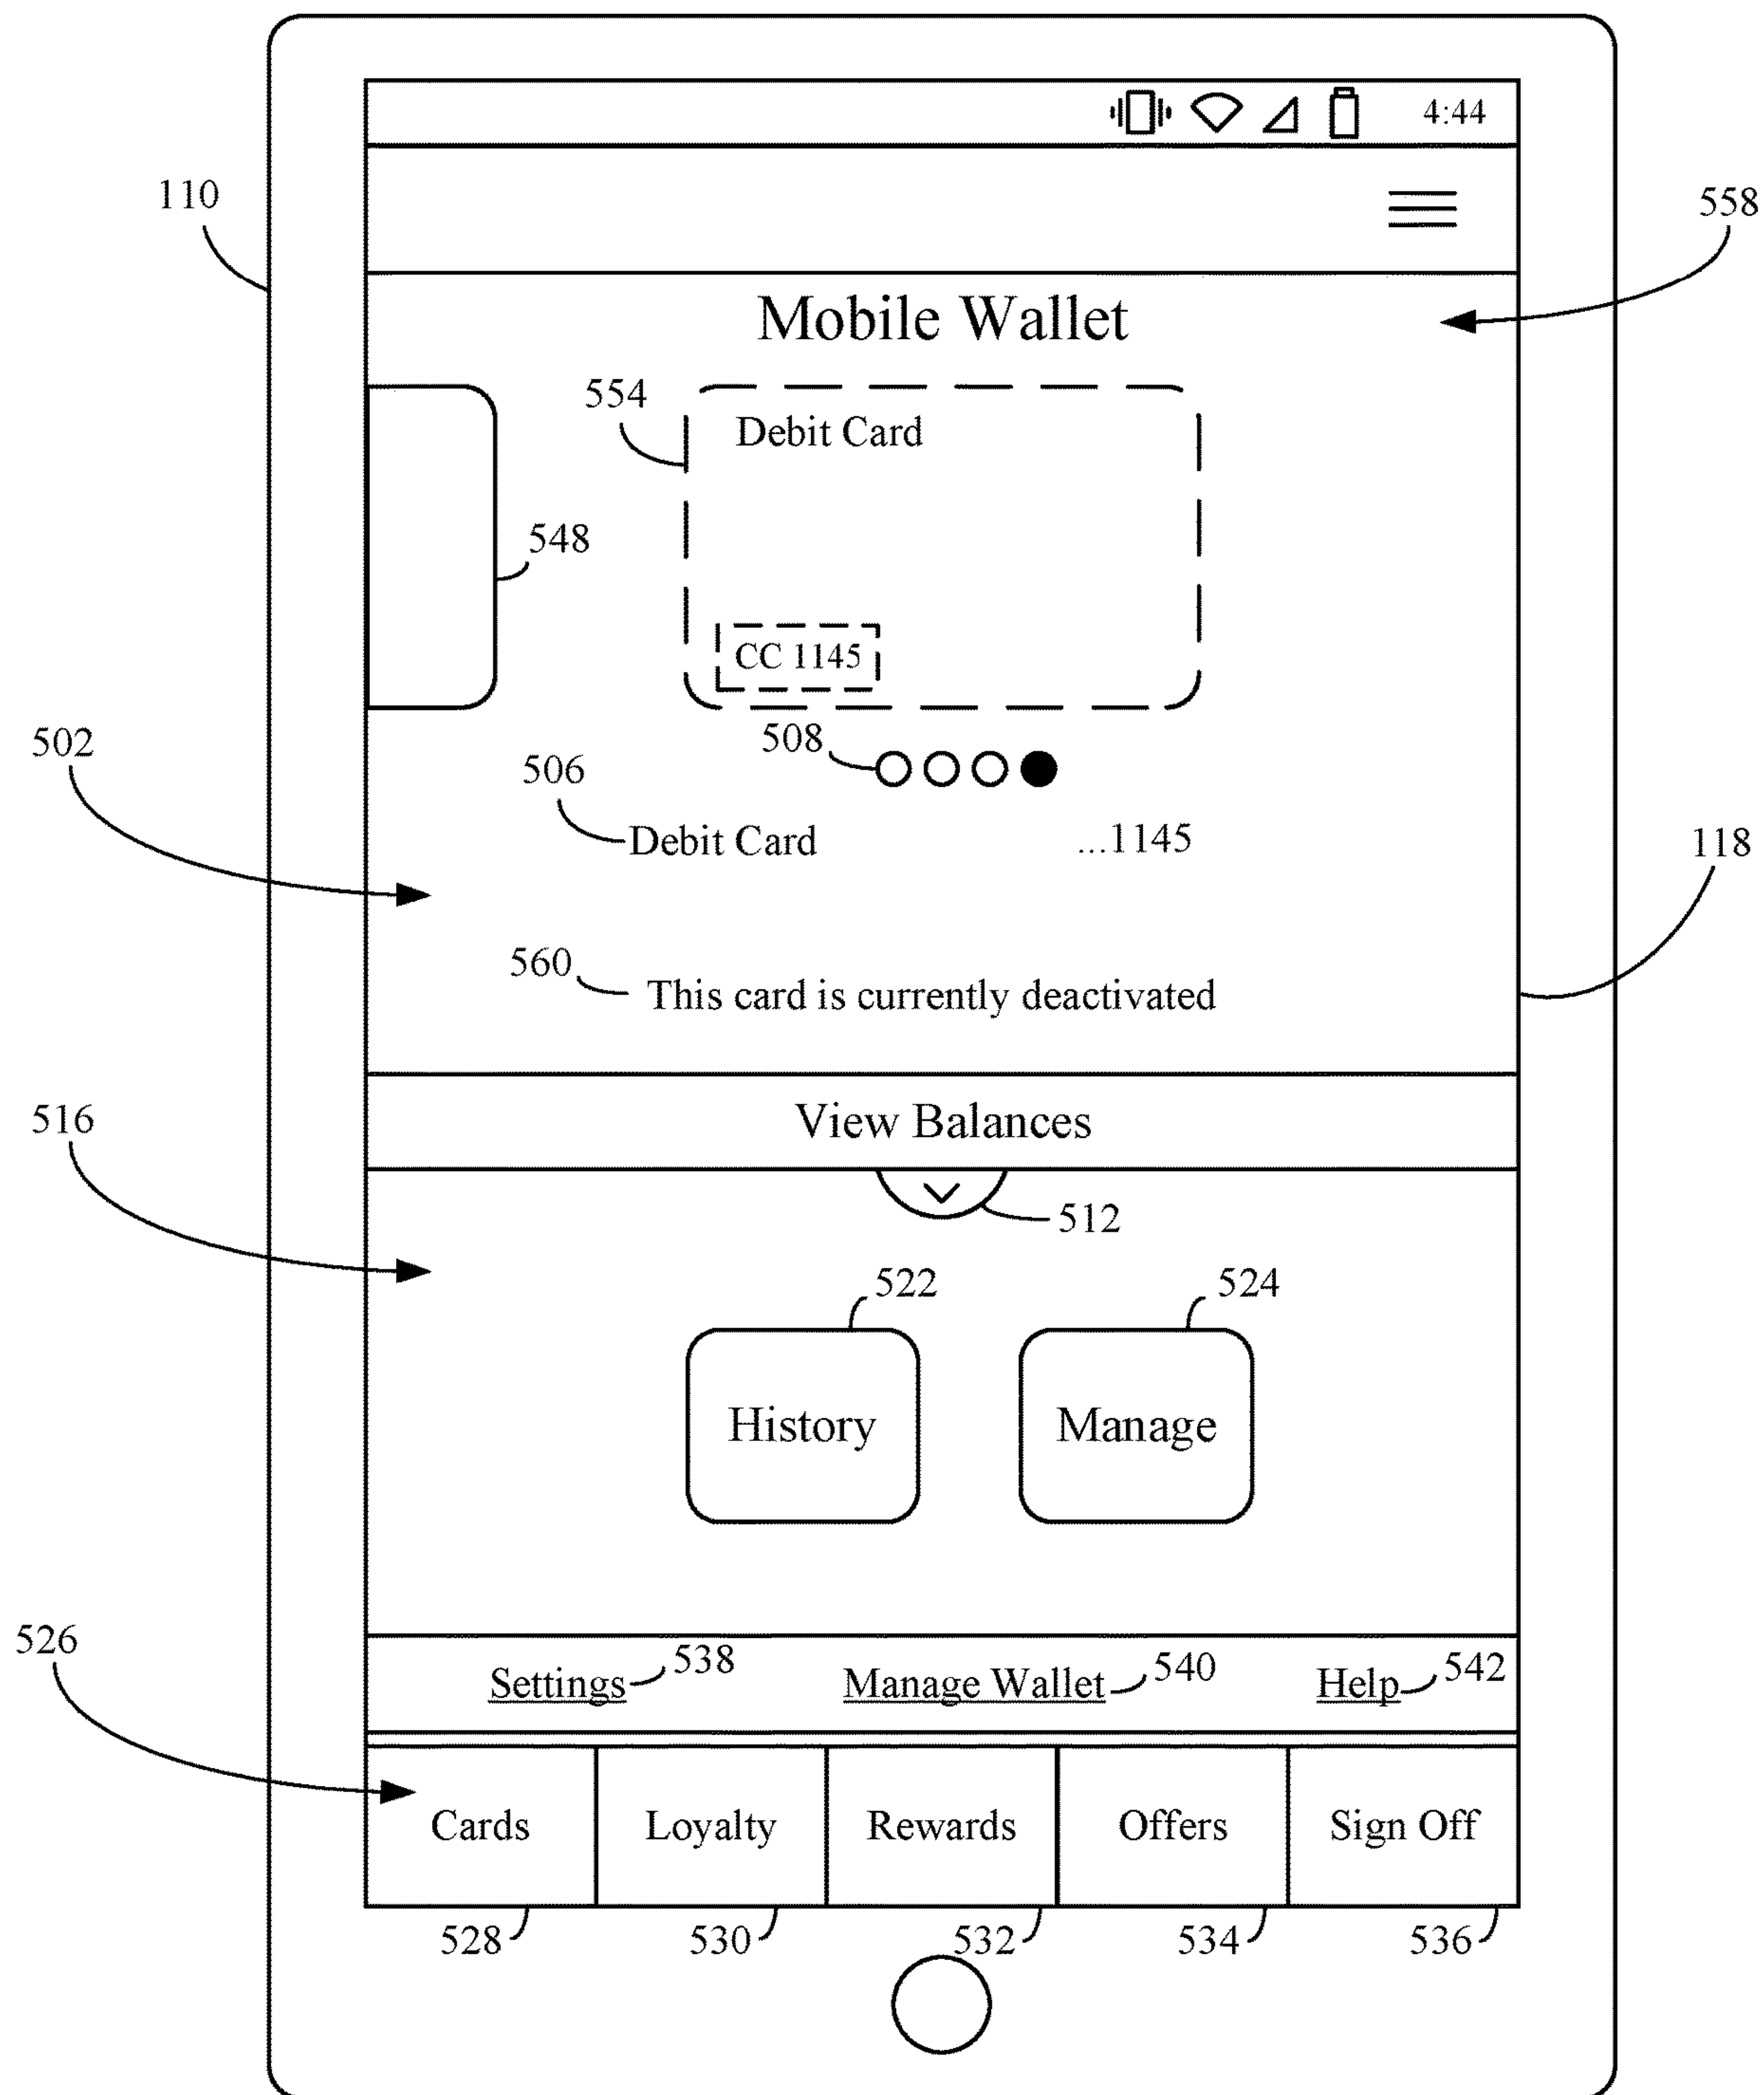 4:44
110
558
Mobile Wallet
554
Debit Card
548
CC 1145
502
508
506
Debit Card ...1145
118
560
This card is currently deactivated
516
View Balances
512
522 524
History Manage
526
Settings 538 Manage Wallet 540 Help 542
Cards Loyalty Rewards Offers Sign Off
528 530 532 534 536